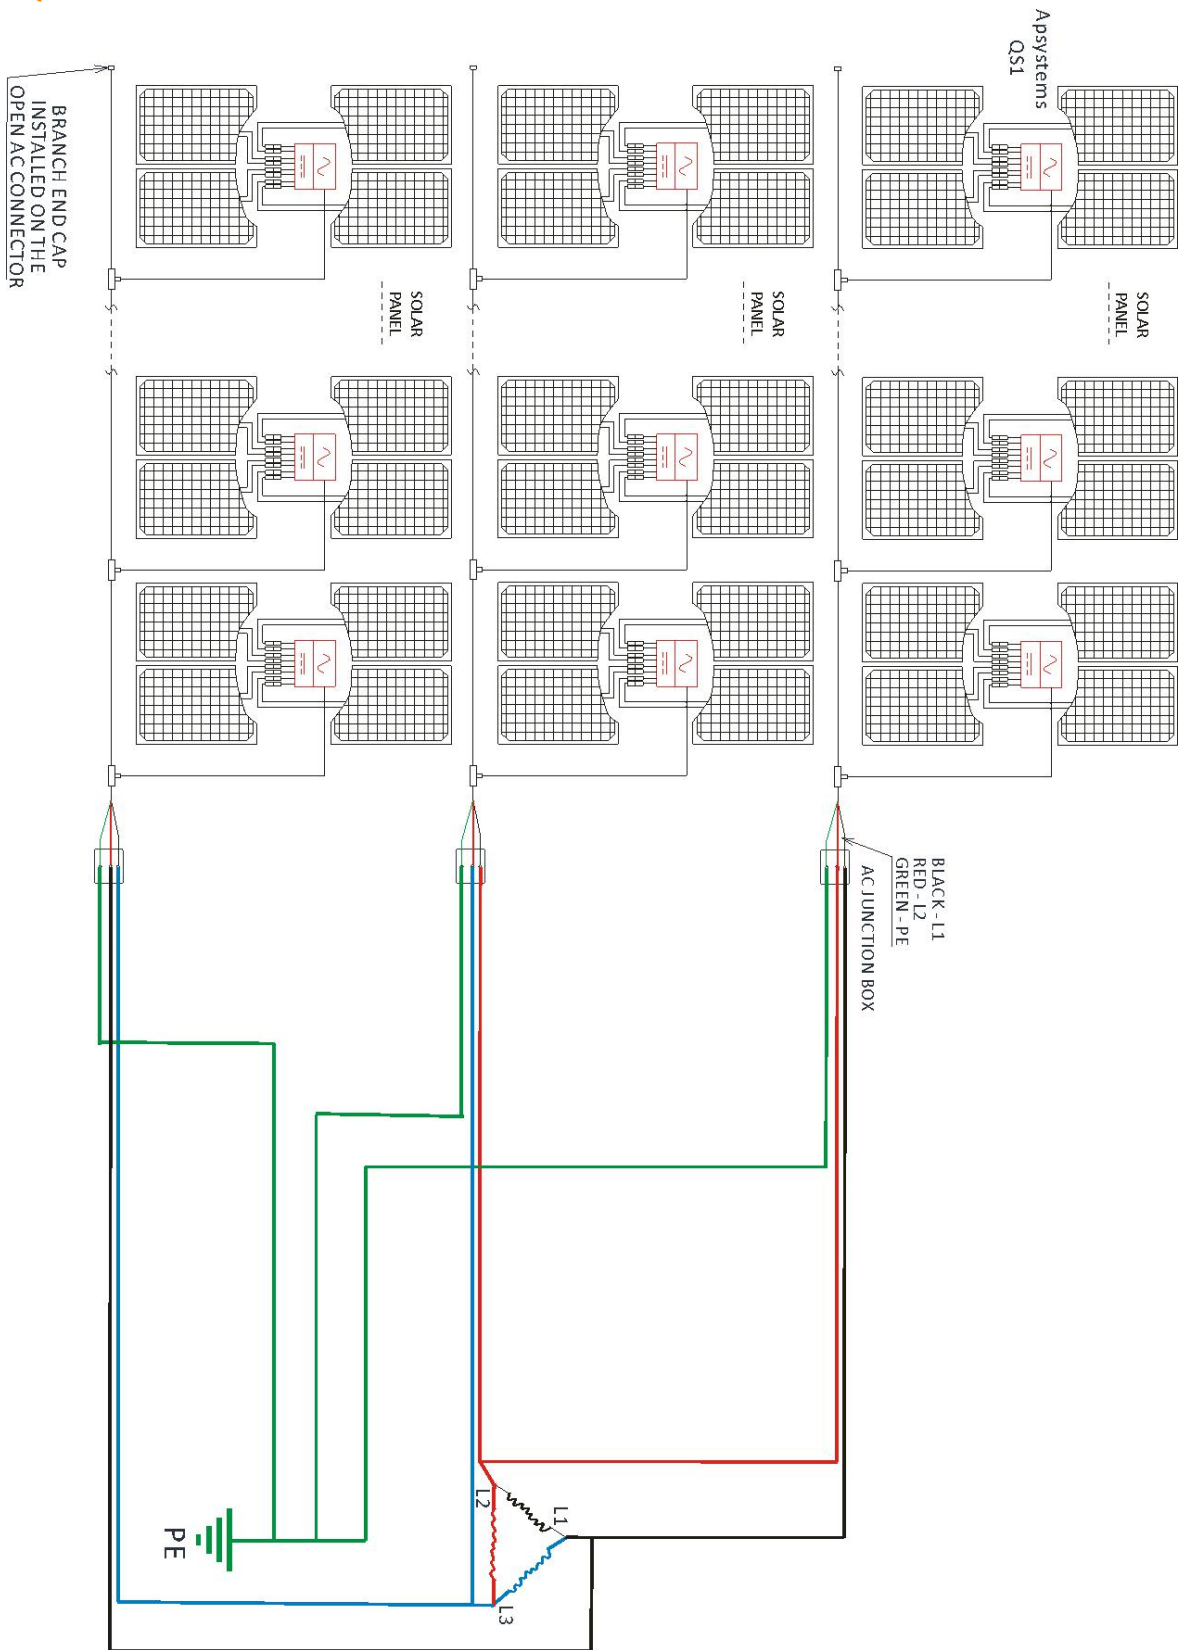 Apsystems
QS1
SOLAR
PANEL
SOLAR
PANEL
SOLAR
PANEL
BRANCH END CAP
INSTALLED ON THE
OPEN AC CONNECTOR
BLACK - L1
RED - L2
GREEN - PE
AC JUNCTION BOX
L1
L2
L3
PE